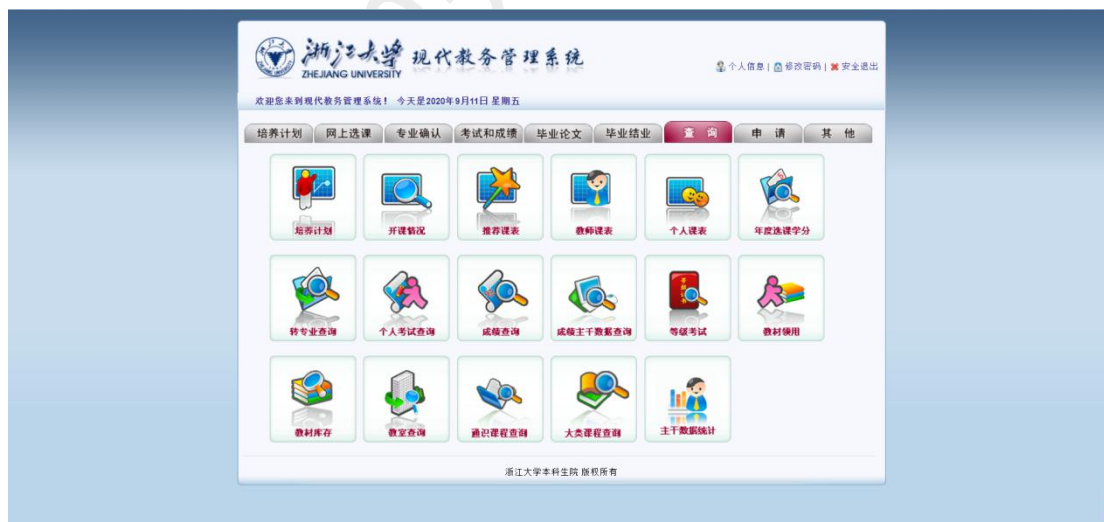 浙江大学 现代教务管理系统
ZHEJIANG UNIVERSITY
个人信息 | 修改密码 | 安全退出
欢迎您来到现代教务管理系统！ 今天是2020年9月11日 星期五
培养计划 网上选课 专业确认 考试和成绩 毕业论文 毕业结业 查 询 申 请 其 他
培养计划 开课情况 推荐课表 教师课表 个人课表 年度选课学分
转专业查询 个人考试查询 成绩查询 成绩主干数据查询 等级考试 教材领用
教材库存 教室查询 通识课程查询 大类课程查询 主干数据统计
浙江大学本科生院 版权所有